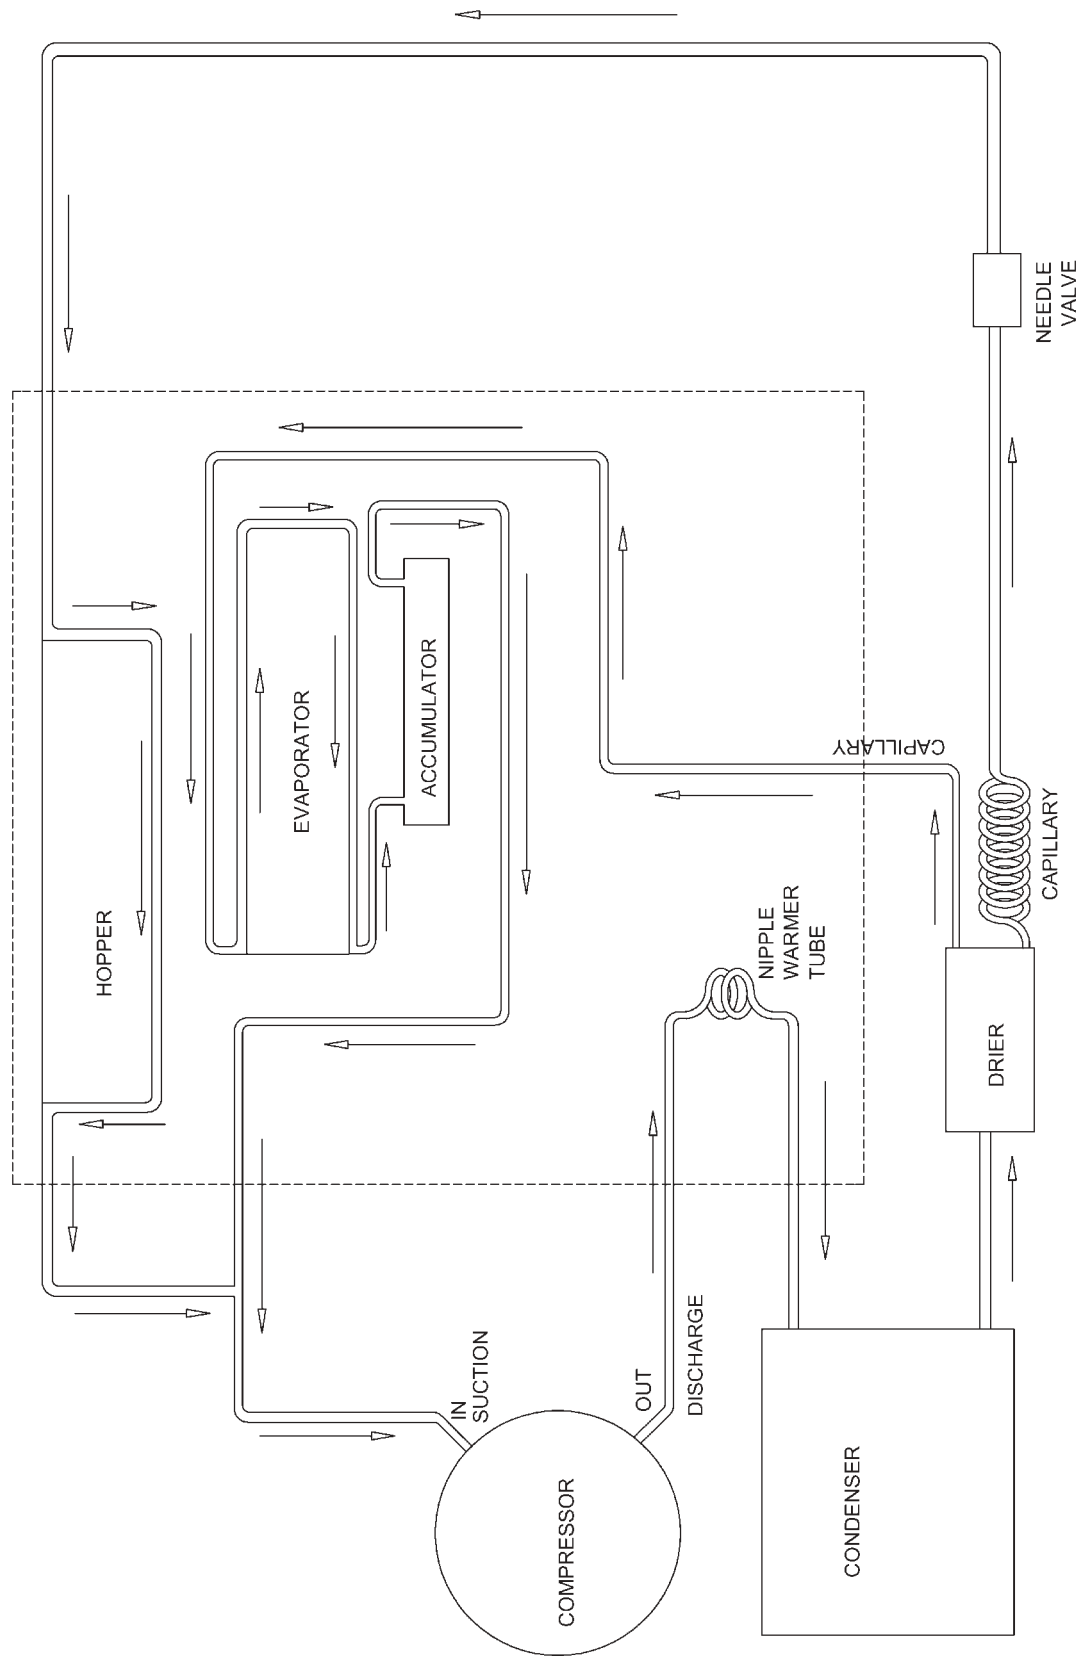 HOPPER
EVAPORATOR
ACCUMULATOR
CAPILLARY
NEEDLE
VALVE
CAPILLARY
NIPPLE
WARMER
TUBE
DRIER
IN
SUCTION
OUT
DISCHARGE
COMPRESSOR
CONDENSER